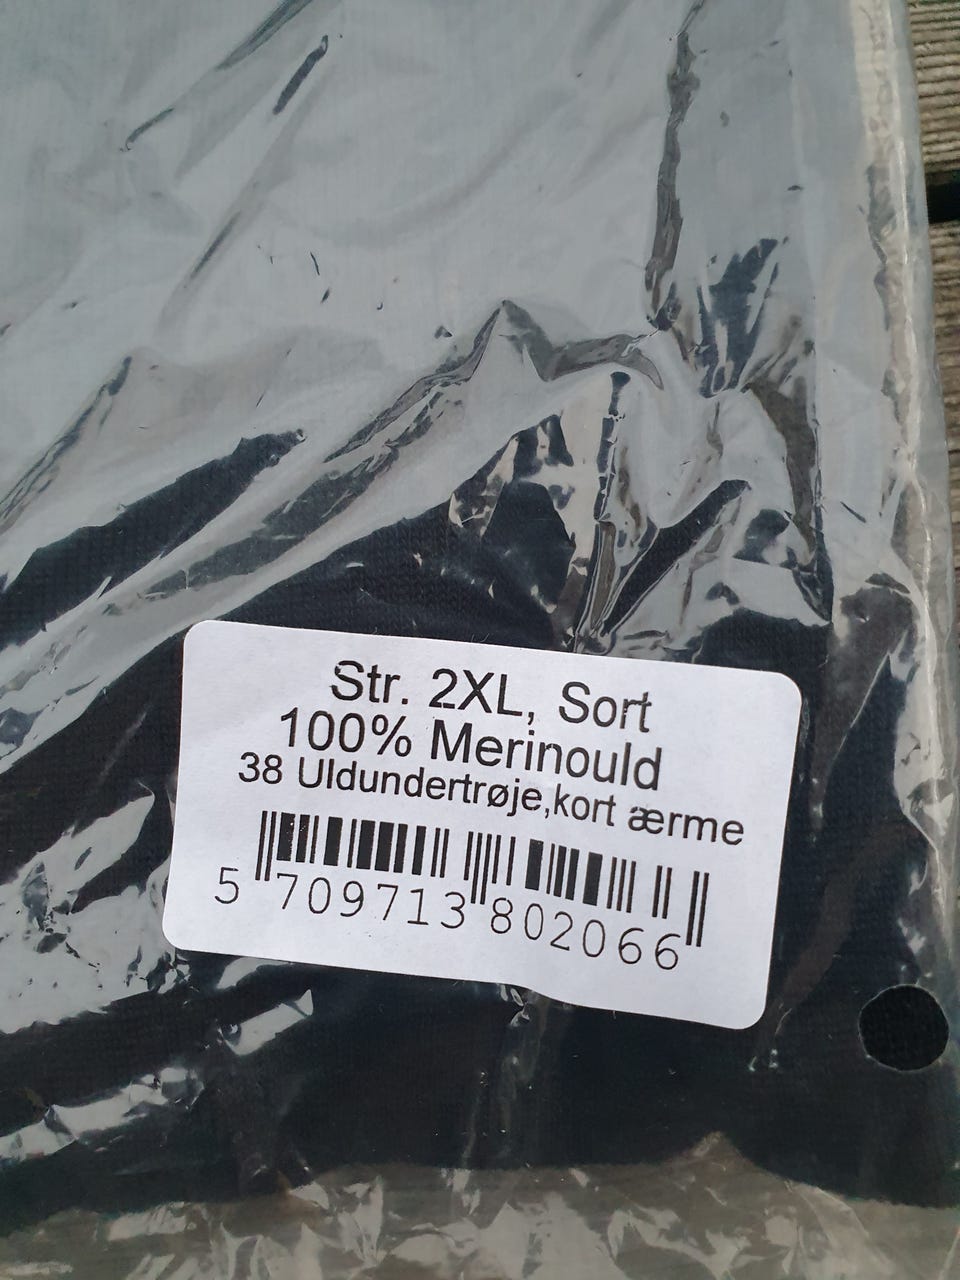 Str. 2XL, Sort
100% Merinould
38 Uldundertrøje,kort ærme
5 709713 802066